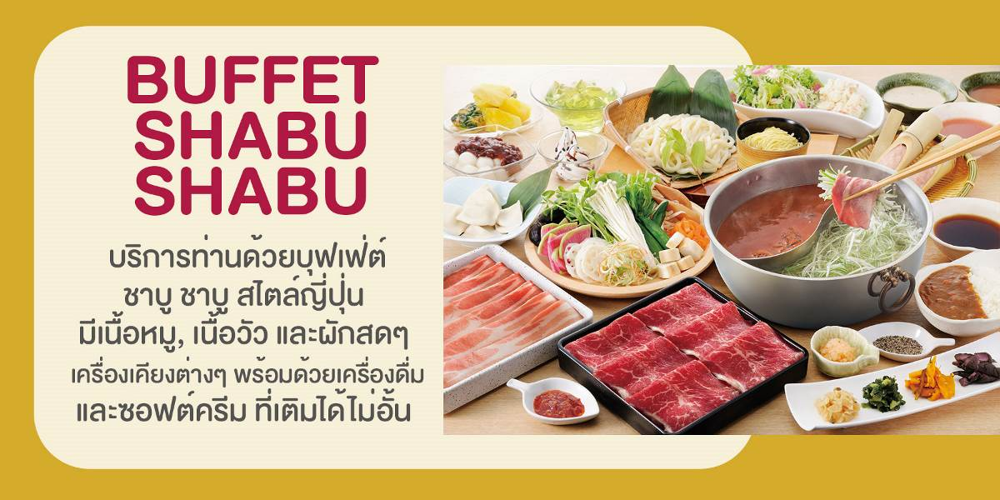 BUFFET
SHABU
SHABU
บริการท่านด้วยบุฟเฟ่ต์
ชาบู ชาบู สไตล์ญี่ปุ่น
มีเนื้อหมู, เนื้อวัว และผักสดๆ
เครื่องเคียงต่างๆ พร้อมด้วยเครื่องดื่ม
และซอฟต์ครีม ที่เติมได้ไม่อั้น